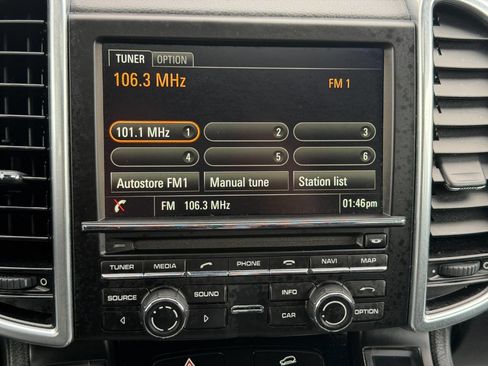 TUNER OPTION
106.3 MHz FM 1
101.1 MHz 1 2 3
4 5 6
Autostore FM1 Manual tune Station list
FM 106.3 MHz 01:46pm
TUNER MEDIA PHONE NAVI MAP
SOURCE SOUND INFO
CAR OPTION